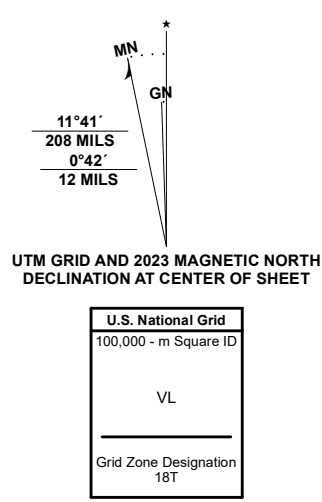 ★
MN
GN
11°41´
208 MILS
0°42´
12 MILS
UTM GRID AND 2023 MAGNETIC NORTH
DECLINATION AT CENTER OF SHEET
U.S. National Grid
100,000 - m Square ID
VL
Grid Zone Designation
18T